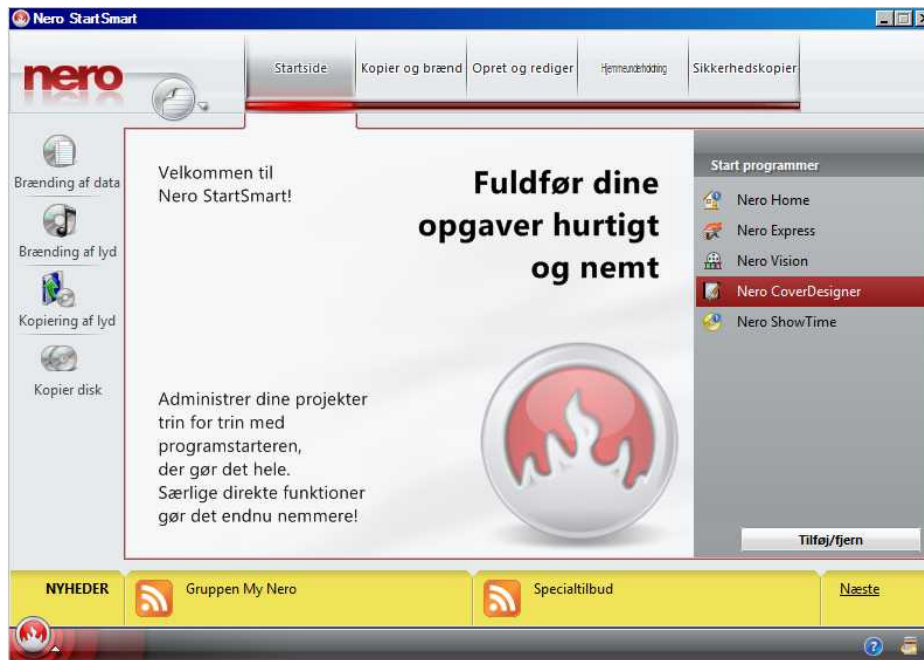 Nero StartSmart
nero
Startside
Kopier og brænd
Opret og rediger
Hjemmeunderholdning
Sikkerhedskopier
Brænding af data
Brænding af lyd
Kopiering af lyd
Kopier disk
Velkommen til
Nero StartSmart!
Fuldfør dine
opgaver hurtigt
og nemt
Administrer dine projekter
trin for trin med
programstarteren,
der gør det hele.
Særlige direkte funktioner
gør det endnu nemmere!
Start programmer
Nero Home
Nero Express
Nero Vision
Nero CoverDesigner
Nero ShowTime
Tilføj/fjern
NYHEDER
Gruppen My Nero
Specialtilbud
Næste